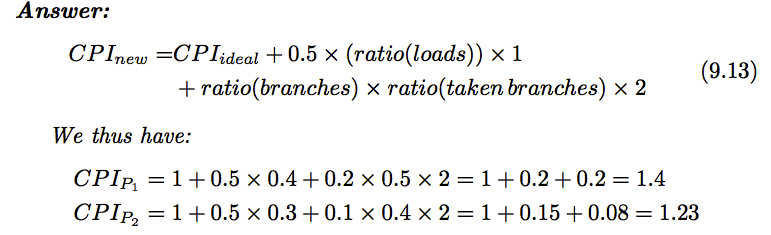 Answer:
CPI_new = CPI_ideal + 0.5 × (ratio(loads)) × 1
+ ratio(branches) × ratio(taken branches) × 2
(9.13)
We thus have:
CPI_P₁ = 1 + 0.5 × 0.4 + 0.2 × 0.5 × 2 = 1 + 0.2 + 0.2 = 1.4
CPI_P₂ = 1 + 0.5 × 0.3 + 0.1 × 0.4 × 2 = 1 + 0.15 + 0.08 = 1.23